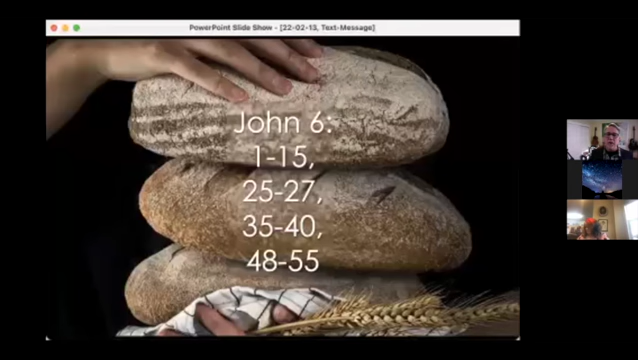 PowerPoint Slide Show - [22-02-13, Text-Message]
John 6:
1-15,
25-27,
35-40,
48-55